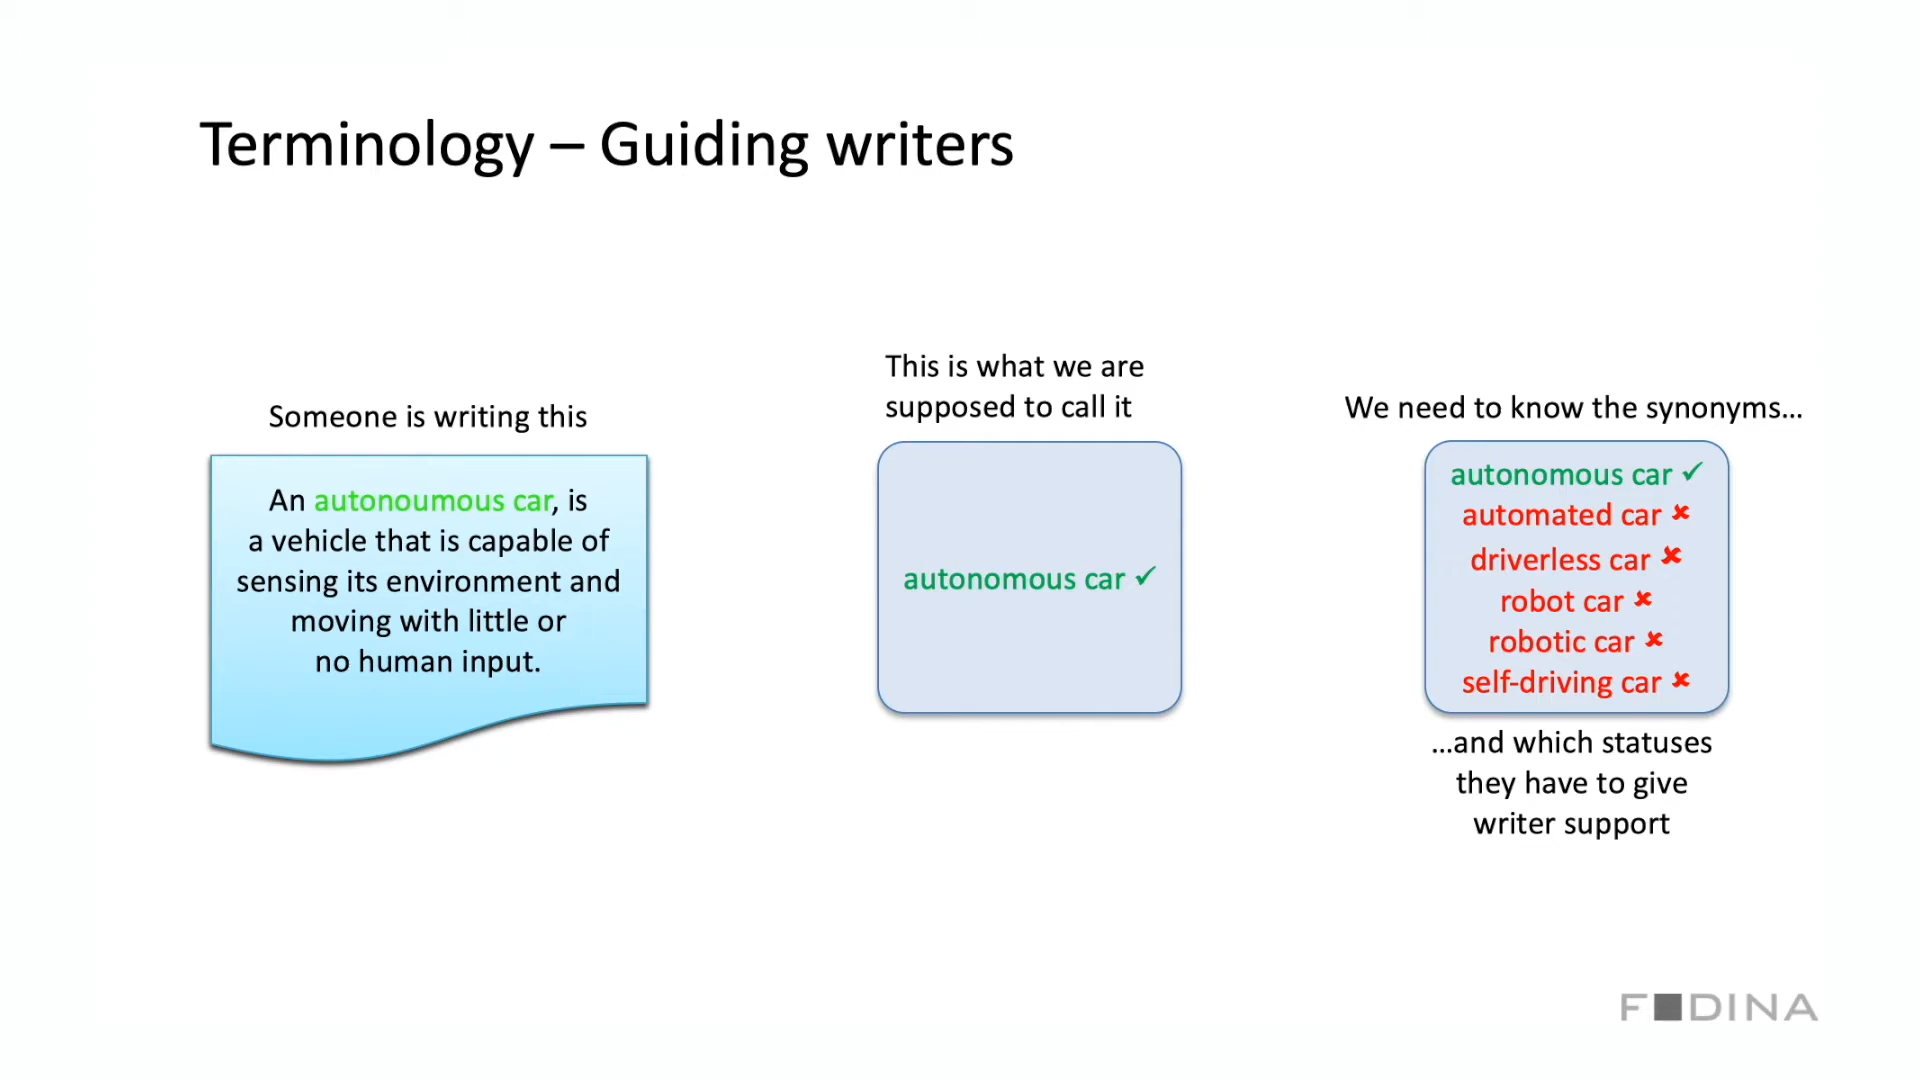 Terminology – Guiding writers
Someone is writing this
An autonoumous car, is
a vehicle that is capable of
sensing its environment and
moving with little or
no human input.
This is what we are
supposed to call it
autonomous car ✓
We need to know the synonyms...
autonomous car ✓
automated car ✘
driverless car ✘
robot car ✘
robotic car ✘
self-driving car ✘
...and which statuses
they have to give
writer support
F■DINA